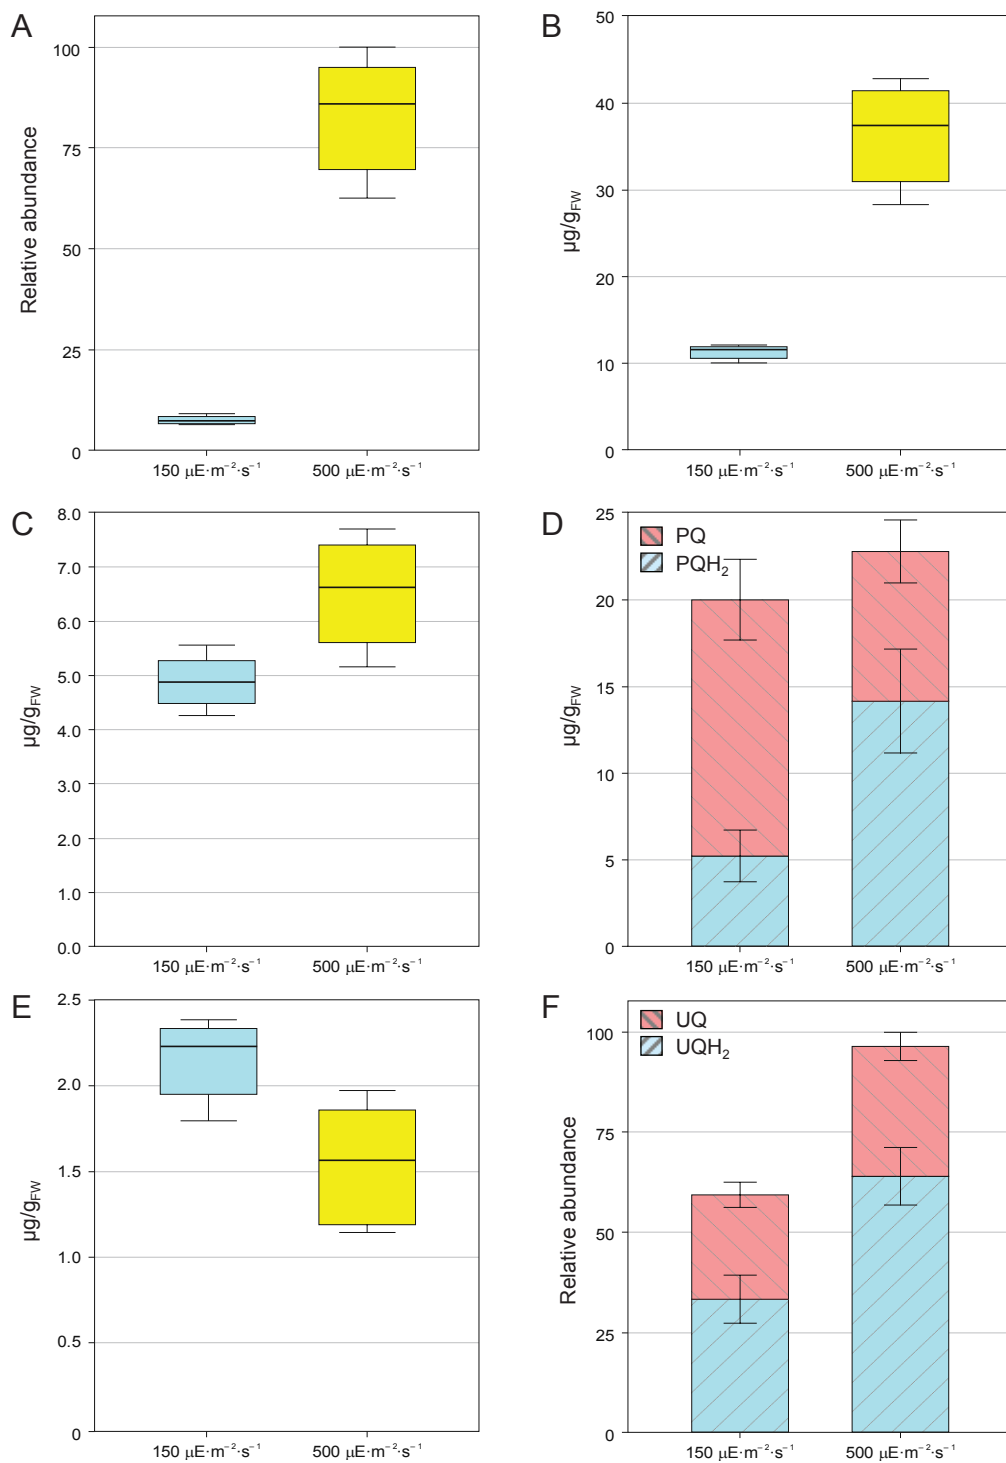 A
Relative abundance
100
75
50
25
0
150 µE·m⁻²·s⁻¹
500 µE·m⁻²·s⁻¹
B
µg/gFW
50
40
30
20
10
0
150 µE·m⁻²·s⁻¹
500 µE·m⁻²·s⁻¹
C
µg/gFW
8.0
7.0
6.0
5.0
4.0
3.0
2.0
1.0
0.0
150 µE·m⁻²·s⁻¹
500 µE·m⁻²·s⁻¹
D
µg/gFW
25
20
15
10
5
0
PQ
PQH₂
150 µE·m⁻²·s⁻¹
500 µE·m⁻²·s⁻¹
E
µg/gFW
2.5
2.0
1.5
1.0
0.5
0
150 µE·m⁻²·s⁻¹
500 µE·m⁻²·s⁻¹
F
Relative abundance
100
75
50
25
0
UQ
UQH₂
150 µE·m⁻²·s⁻¹
500 µE·m⁻²·s⁻¹